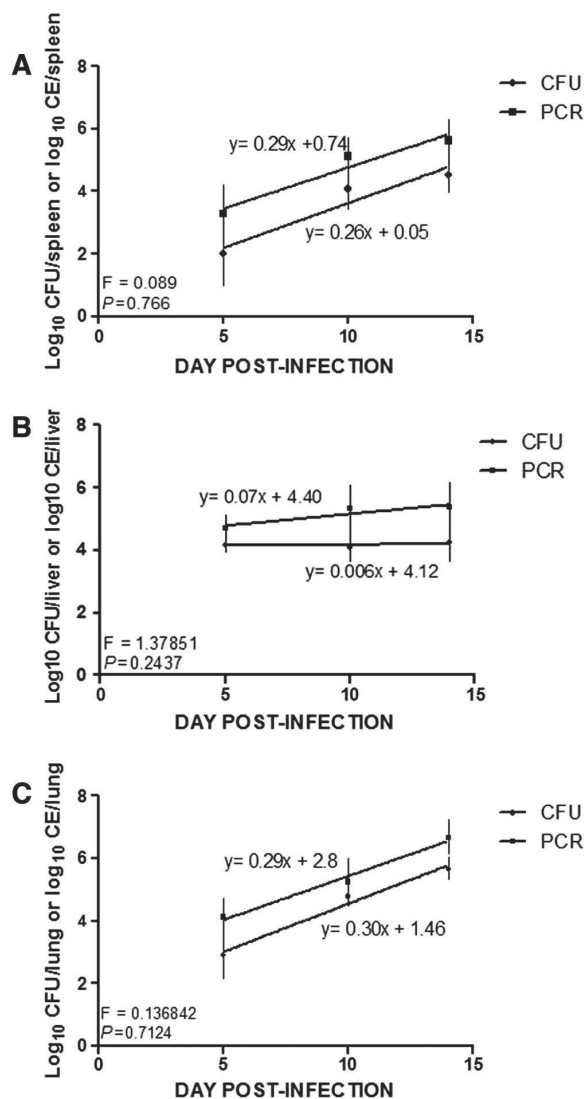 A
Log10 CFU/spleen or log 10 CE/spleen
8
6
4
2
0
CFU
PCR
y= 0.29x +0.74
y= 0.26x + 0.05
F = 0.089
P=0.766
0 5 10 15
DAY POST-INFECTION
B
Log10 CFU/liver or log10 CE/liver
8
6
4
2
0
CFU
PCR
y= 0.07x + 4.40
y= 0.006x + 4.12
F = 1.37851
P=0.2437
0 5 10 15
DAY POST-INFECTION
C
Log10 CFU/lung or log10 CE/lung
8
6
4
2
0
CFU
PCR
y= 0.29x + 2.8
y= 0.30x + 1.46
F = 0.136842
P=0.7124
0 5 10 15
DAY POST-INFECTION